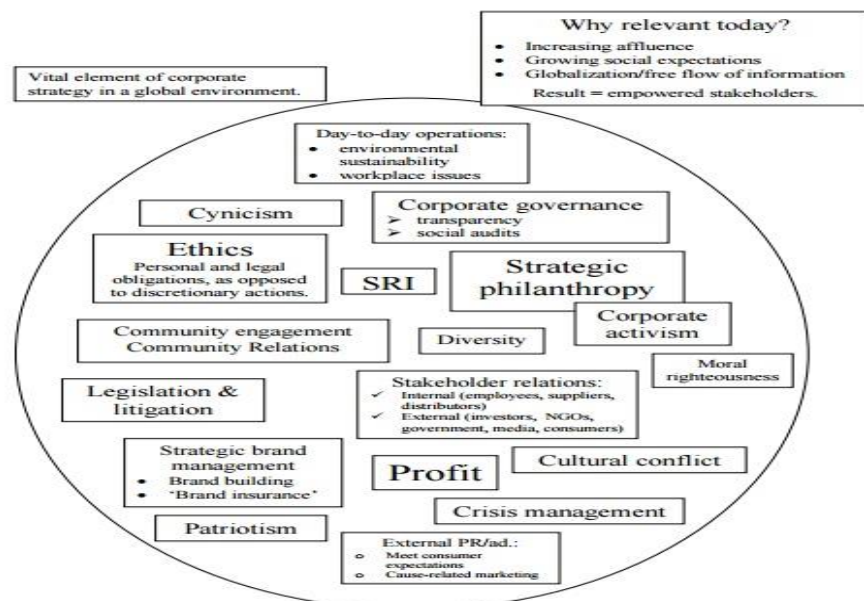 Why relevant today?
• Increasing affluence
• Growing social expectations
• Globalization/free flow of information
Result = empowered stakeholders.
Vital element of corporate
strategy in a global environment.
Day-to-day operations:
• environmental
sustainability
• workplace issues
Cynicism
Corporate governance
➢ transparency
➢ social audits
Ethics
Personal and legal
obligations, as opposed
to discretionary actions.
SRI
Strategic
philanthropy
Corporate
activism
Community engagement
Community Relations
Diversity
Moral
righteousness
Legislation &
litigation
Stakeholder relations:
✓ Internal (employees, suppliers,
distributors)
✓ External (investors, NGOs,
government, media, consumers)
Strategic brand
management
• Brand building
• ‘Brand insurance’
Profit
Cultural conflict
Patriotism
Crisis management
External PR/ad.:
o Meet consumer
expectations
o Cause-related marketing